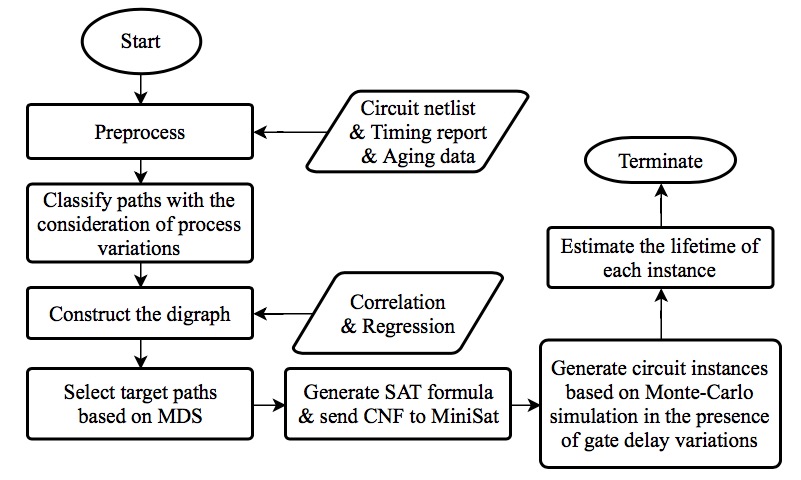 Start
Preprocess
Circuit netlist
& Timing report
& Aging data
Classify paths with the
consideration of process
variations
Construct the digraph
Correlation
& Regression
Select target paths
based on MDS
Generate SAT formula
& send CNF to MiniSat
Generate circuit instances
based on Monte-Carlo
simulation in the presence
of gate delay variations
Estimate the lifetime of
each instance
Terminate